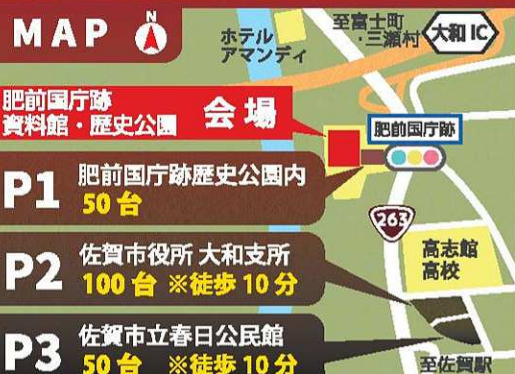 MAP
N
ホテル
アマンディ
至富士町
・三瀬村
大和 IC
肥前国庁跡
資料館・歴史公園
会場
肥前国庁跡
P1
肥前国庁跡歴史公園内
50台
263
高志館
高校
P2
佐賀市役所 大和支所
100台 ※徒歩10分
P3
佐賀市立春日公民館
50台 ※徒歩10分
至佐賀駅